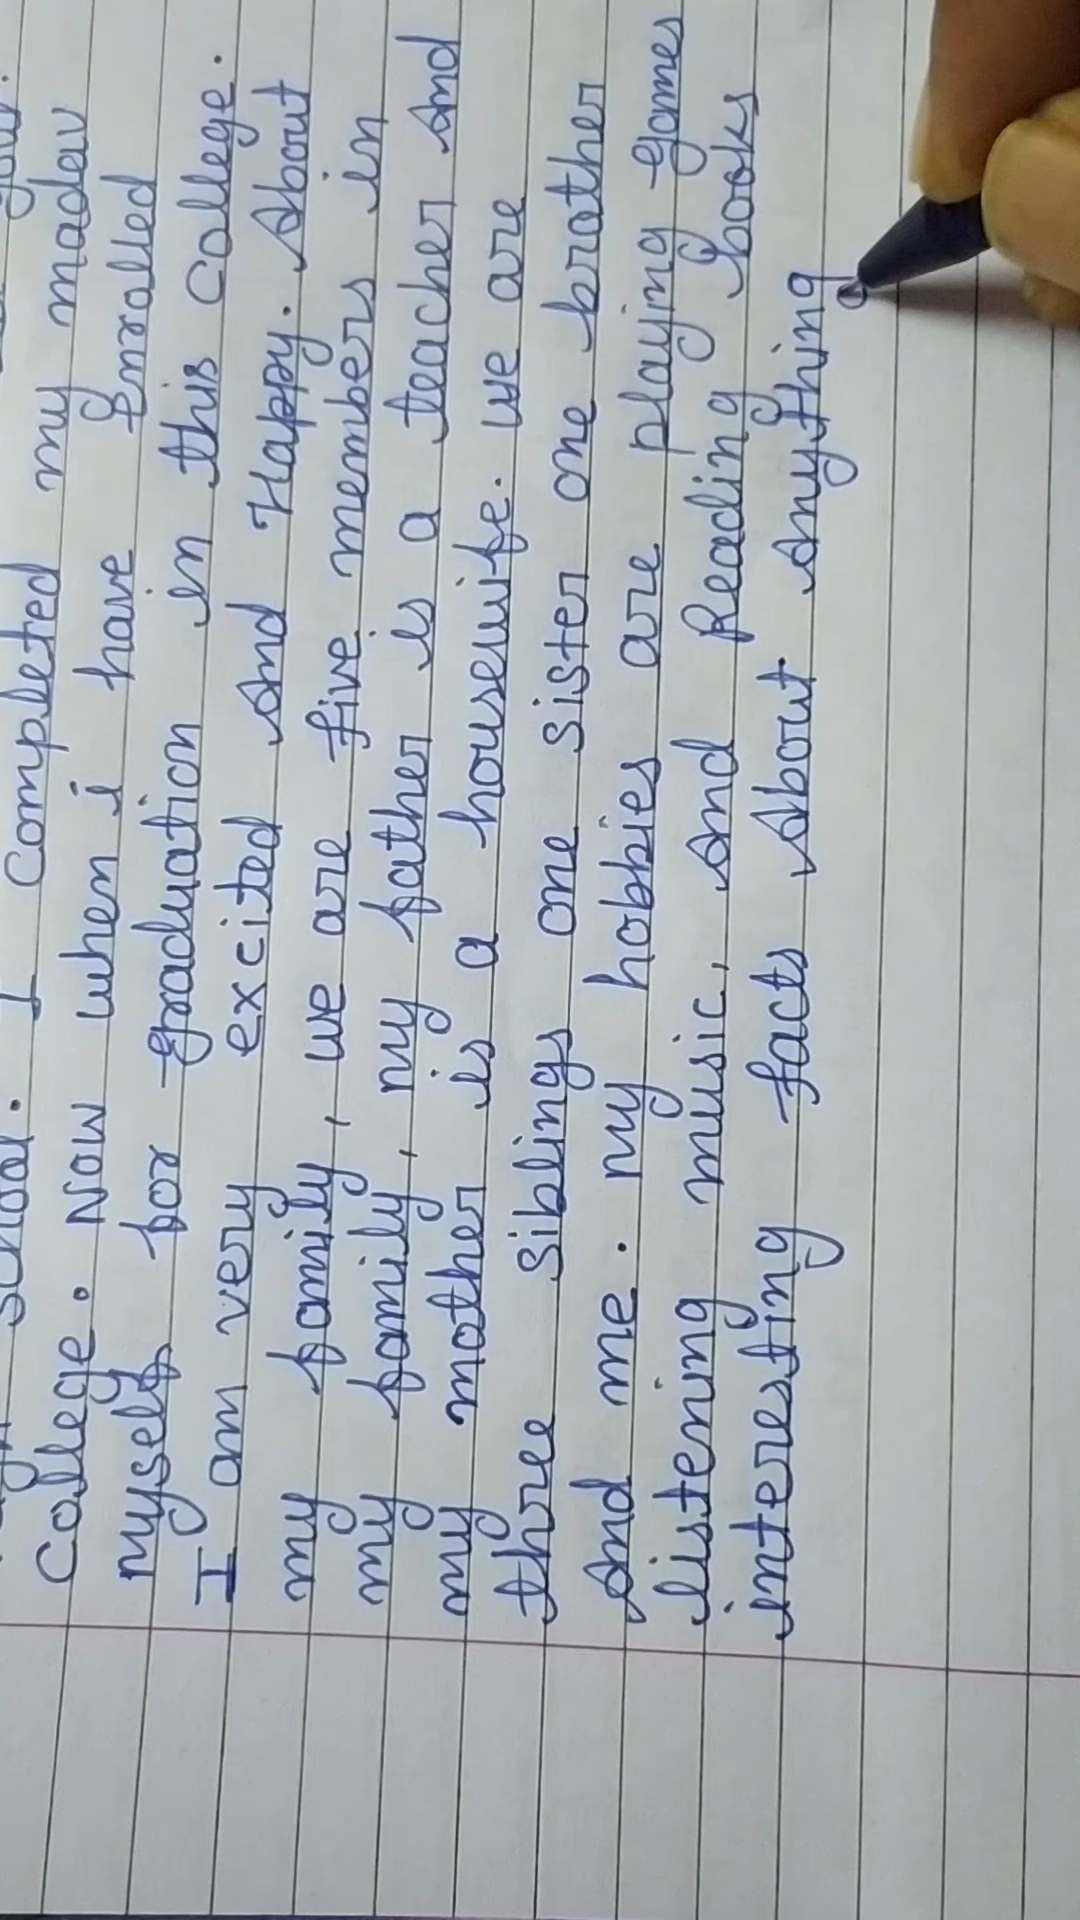 school. I completed my
College. Now when i have Enrolled
myself for graduation in this college.
I am very excited And Happy. About
my family, we are five members in
my family, my father is a teacher And
my mother is a housewife. we are
three siblings one sister one brother
And me. my hobbies are playing games
listening music, And Reading books
interesting facts About Anything